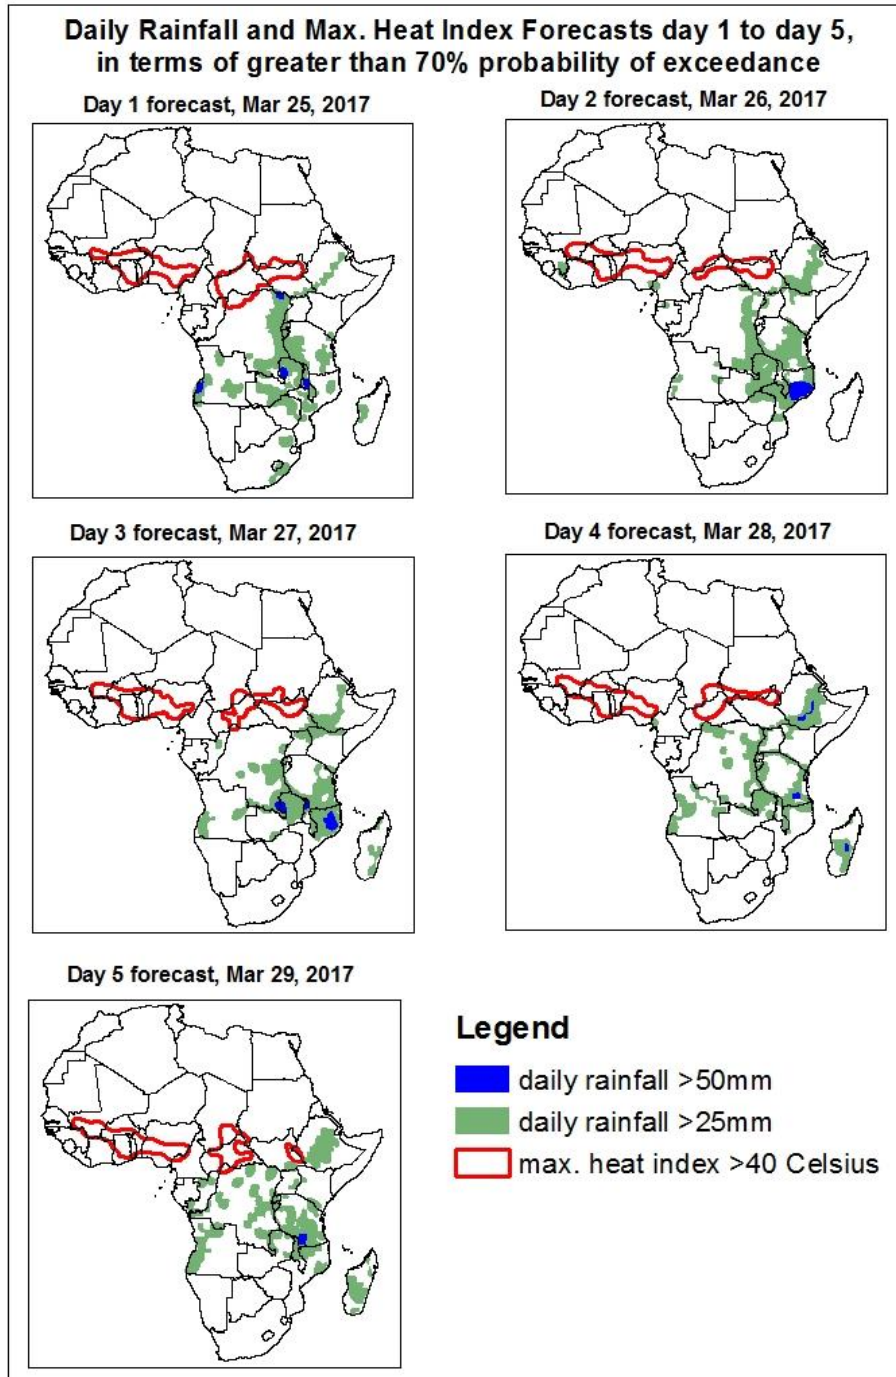 Daily Rainfall and Max. Heat Index Forecasts day 1 to day 5,
in terms of greater than 70% probability of exceedance
Day 1 forecast, Mar 25, 2017
Day 2 forecast, Mar 26, 2017
Day 3 forecast, Mar 27, 2017
Day 4 forecast, Mar 28, 2017
Day 5 forecast, Mar 29, 2017
Legend
daily rainfall >50mm
daily rainfall >25mm
max. heat index >40 Celsius